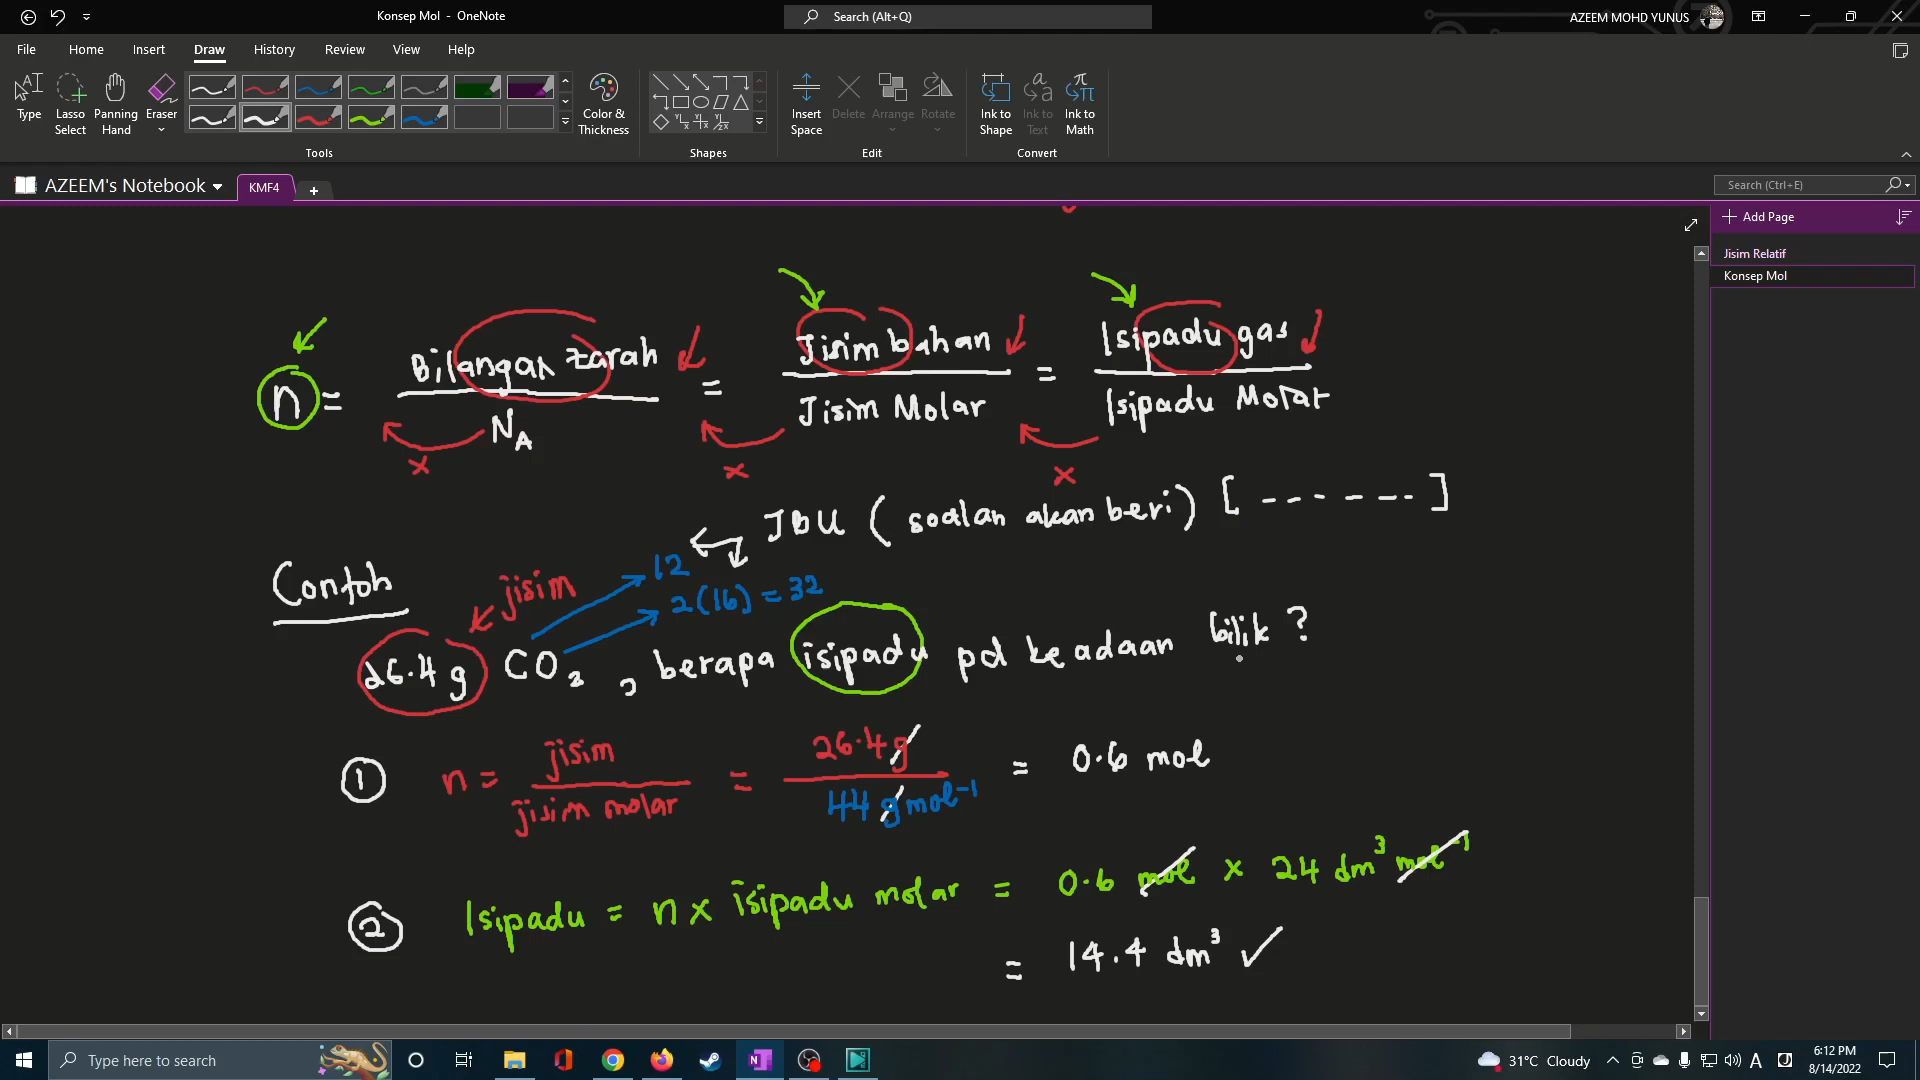 Konsep Mol - OneNote
Search (Alt+Q)
AZEEM MOHD YUNUS
File Home Insert Draw History Review View Help
Type
Lasso Select
Panning Hand
Eraser
Color & Thickness
Insert Space
Delete
Arrange
Rotate
Ink to Shape
Ink to Text
Ink to Math
Tools Shapes Edit Convert
AZEEM's Notebook
KMF4
Search (Ctrl+E)
Add Page
Jisim Relatif
Konsep Mol
n = Bilangan zarah / NA = Jisim bahan / Jisim Molar = Isipadu gas / Isipadu Molar
x x x
JBU (soalan akan beri) [ - - - - - - ]
Contoh
jisim
12
2(16) = 32
26.4 g CO2, berapa isipadu pd keadaan bilik?
1 n = jisim / jisim molar = 26.4 g / 44 g mol⁻¹ = 0.6 mol
2 Isipadu = n x isipadu molar = 0.6 mol x 24 dm³ mol⁻¹
= 14.4 dm³ ✓
Type here to search
31°C Cloudy
6:12 PM
8/14/2022